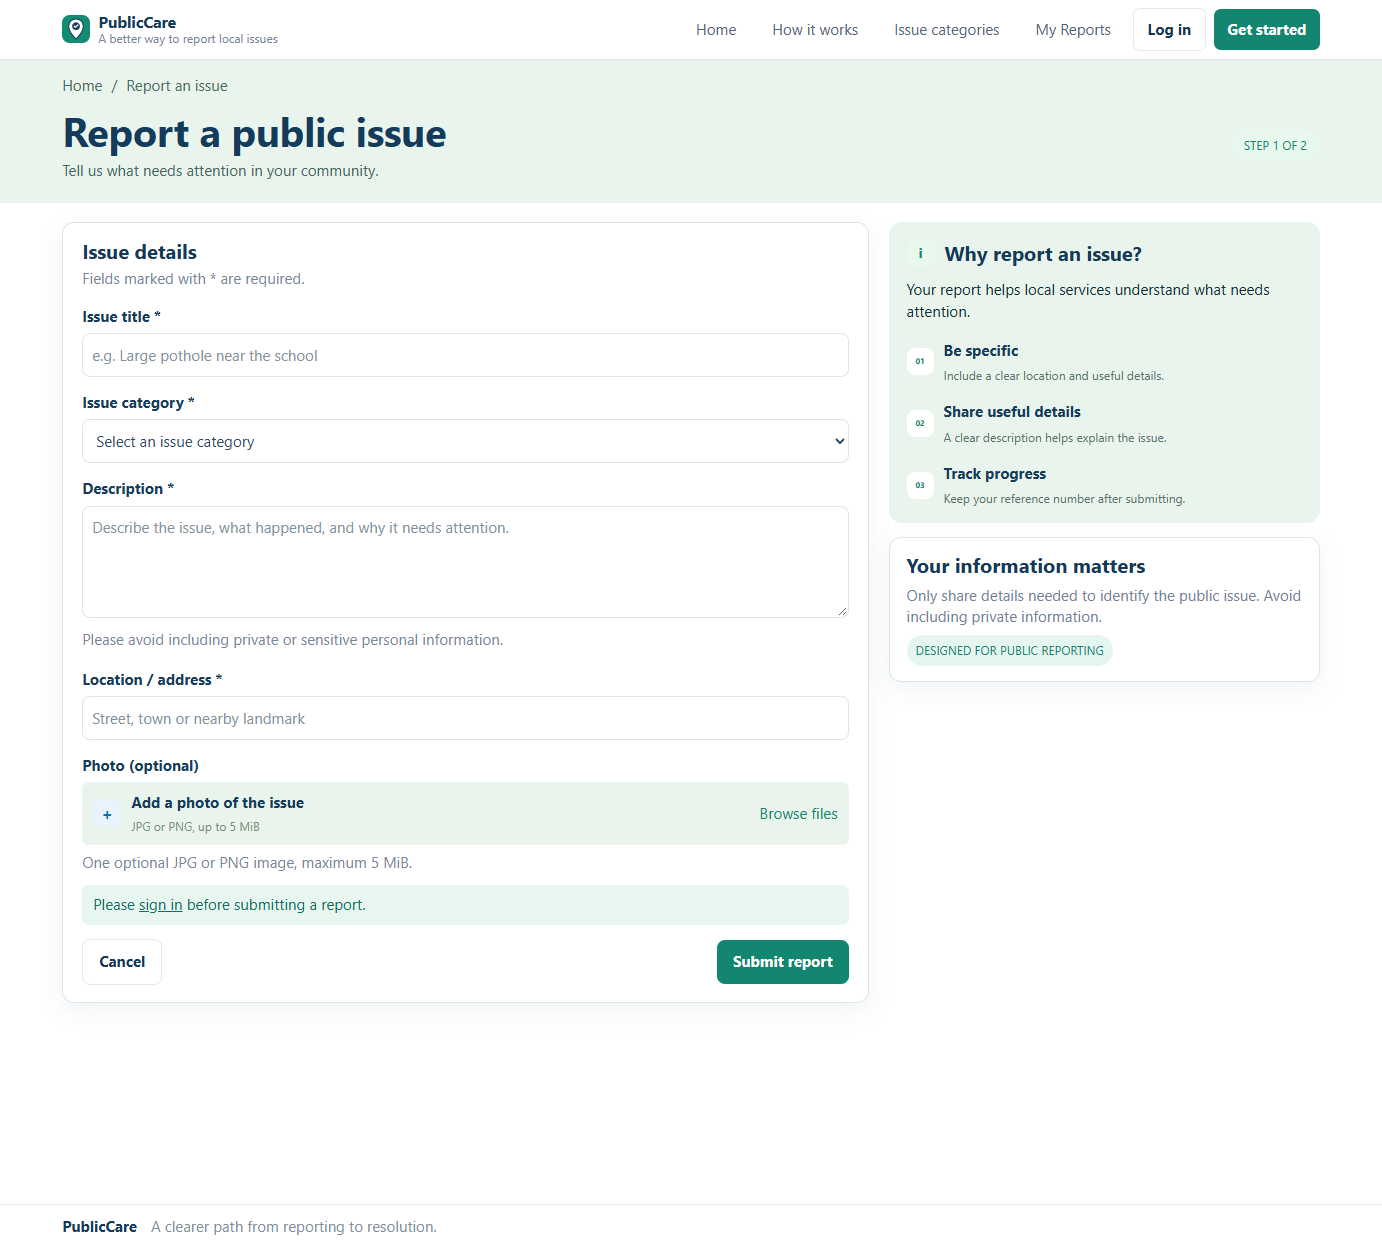 PublicCare
A better way to report local issues
Home
How it works
Issue categories
My Reports
Log in
Get started
Home / Report an issue
Report a public issue
Tell us what needs attention in your community.
STEP 1 OF 2
Issue details
Fields marked with * are required.
Issue title *
e.g. Large pothole near the school
Issue category *
Select an issue category
Description *
Describe the issue, what happened, and why it needs attention.
Please avoid including private or sensitive personal information.
Location / address *
Street, town or nearby landmark
Photo (optional)
+
Add a photo of the issue
JPG or PNG, up to 5 MiB
Browse files
One optional JPG or PNG image, maximum 5 MiB.
Please sign in before submitting a report.
Cancel
Submit report
i
Why report an issue?
Your report helps local services understand what needs
attention.
01
Be specific
Include a clear location and useful details.
02
Share useful details
A clear description helps explain the issue.
03
Track progress
Keep your reference number after submitting.
Your information matters
Only share details needed to identify the public issue. Avoid
including private information.
DESIGNED FOR PUBLIC REPORTING
PublicCare
A clearer path from reporting to resolution.